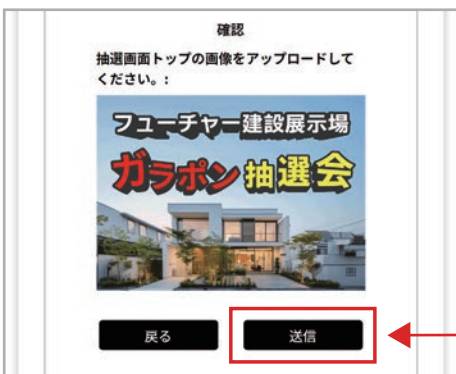 確認
抽選画面トップの画像をアップロードして
ください。:
フューチャー建設展示場
ガラポン抽選会
戻る
送信